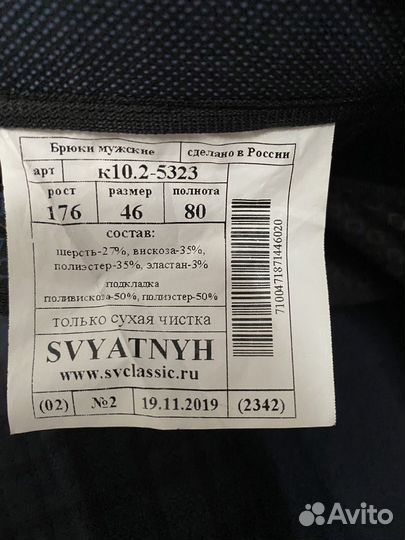 Брюки мужские сделано в России
арт к10.2-5323
рост размер полнота
176 46 80
состав:
шерсть-27%, вискоза-35%,
полиэстер-35%, эластан-3%
подкладка
поливискоза-50%, полиэстер-50%
только сухая чистка
SVYATNYH
www.svclassic.ru
(02) №2 19.11.2019 (2342)
7100471871446020
Avito